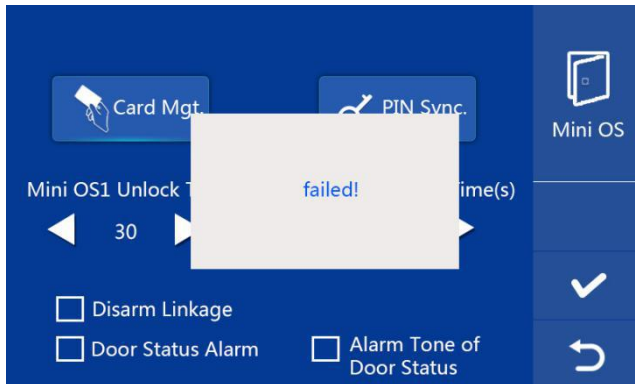 Card Mgt.
PIN Sync.
Mini OS
Mini OS1 Unlock
failed!
ime(s)
30
Disarm Linkage
Door Status Alarm
Alarm Tone of
Door Status